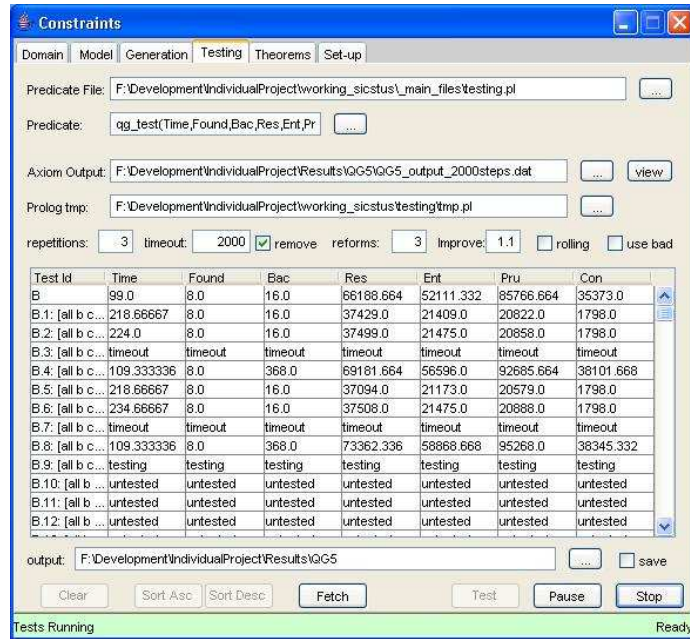 Constraints
Domain Model Generation Testing Theorems Set-up
Predicate File: F:\Development\IndividualProject\working_sicstus\_main_files\testing.pl ...
Predicate: qg_test(Time,Found,Bac,Res,Ent,Pr ...
Axiom Output: F:\Development\IndividualProject\Results\QG5\QG5_output_2000steps.dat ... view
Prolog tmp: F:\Development\IndividualProject\working_sicstus\testing\tmp.pl ...
repetitions: 3 timeout: 2000 remove reforms: 3 Improve: 1.1 rolling use bad
Test Id Time Found Bac Res Ent Pru Con
B 99.0 8.0 16.0 66188.664 52111.332 85766.664 35373.0
B.1: [all b c... 218.66667 8.0 16.0 37429.0 21409.0 20822.0 1798.0
B.2: [all b c... 224.0 8.0 16.0 37499.0 21475.0 20858.0 1798.0
B.3: [all b c... timeout timeout timeout timeout timeout timeout timeout
B.4: [all b c... 109.333336 8.0 368.0 69181.664 56596.0 92685.664 38101.668
B.5: [all b c... 218.66667 8.0 16.0 37094.0 21173.0 20579.0 1798.0
B.6: [all b c... 234.66667 8.0 16.0 37508.0 21475.0 20888.0 1798.0
B.7: [all b c... timeout timeout timeout timeout timeout timeout timeout
B.8: [all b c... 109.333336 8.0 368.0 73362.336 58868.668 95268.0 38345.332
B.9: [all b c... testing testing testing testing testing testing testing
B.10: [all b ... untested untested untested untested untested untested untested
B.11: [all b ... untested untested untested untested untested untested untested
B.12: [all b ... untested untested untested untested untested untested untested
output: F:\Development\IndividualProject\Results\QG5 ... save
Clear Sort Asc Sort Desc Fetch Test Pause Stop
Tests Running Ready